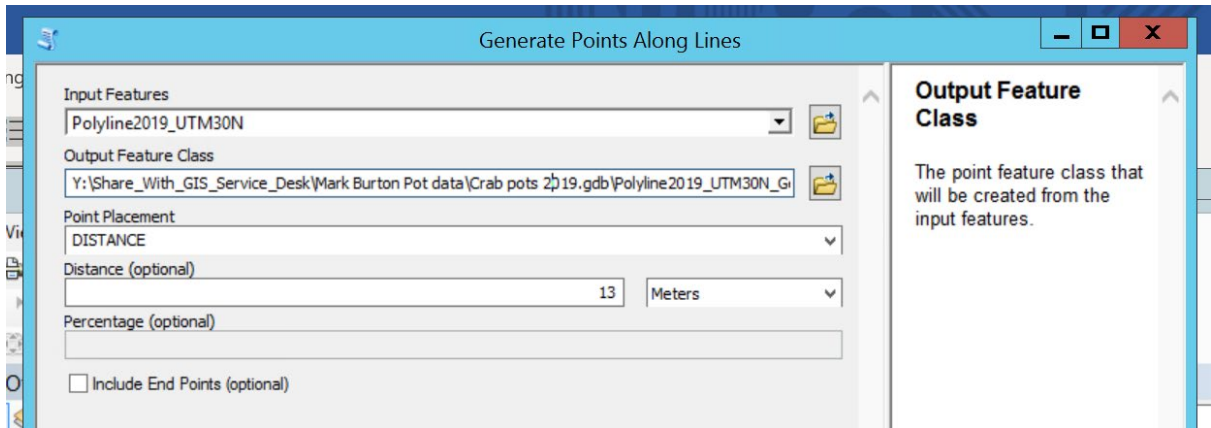 Generate Points Along Lines
Input Features
Polyline2019_UTM30N
Output Feature Class
Y:\Share_With_GIS_Service_Desk\Mark Burton Pot data\Crab pots 2019.gdb\Polyline2019_UTM30N_G
Point Placement
DISTANCE
Distance (optional)
13 Meters
Percentage (optional)
Include End Points (optional)
Output Feature
Class
The point feature class that
will be created from the
input features.